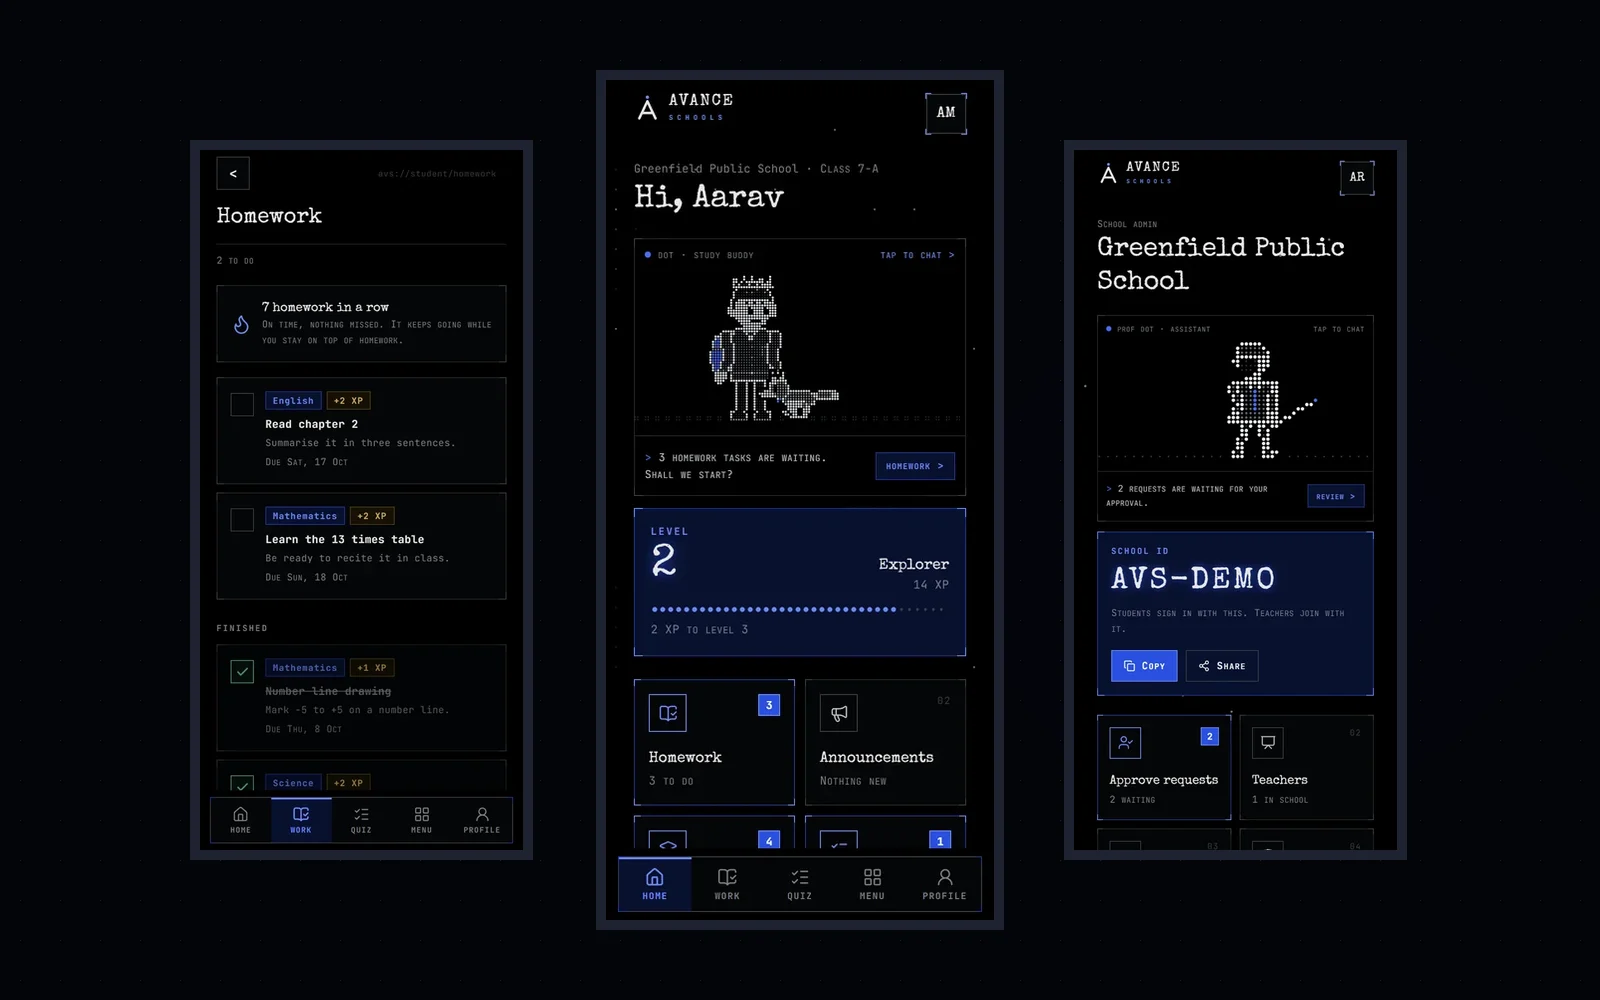 <
avs://student/homework
Homework
2 TO DO
7 homework in a row
ON TIME, NOTHING MISSED. IT KEEPS GOING WHILE
YOU STAY ON TOP OF HOMEWORK.
English +2 XP
Read chapter 2
Summarise it in three sentences.
DUE SAT, 17 OCT
Mathematics +2 XP
Learn the 13 times table
Be ready to recite it in class.
DUE SUN, 18 OCT
FINISHED
Mathematics +1 XP
Number line drawing
Mark -5 to +5 on a number line.
DUE THU, 8 OCT
Science +2 XP
HOME WORK QUIZ MENU PROFILE
AVANCE
SCHOOLS
AM
Greenfield Public School · CLASS 7-A
Hi, Aarav
DOT · STUDY BUDDY TAP TO CHAT >
> 3 HOMEWORK TASKS ARE WAITING.
SHALL WE START?
HOMEWORK >
LEVEL
2
Explorer
14 XP
2 XP TO LEVEL 3
3
Homework
3 TO DO
02
Announcements
NOTHING NEW
4
1
HOME WORK QUIZ MENU PROFILE
AVANCE
SCHOOLS
AR
SCHOOL ADMIN
Greenfield Public
School
PROF DOT · ASSISTANT TAP TO CHAT
> 2 REQUESTS ARE WAITING FOR YOUR
APPROVAL.
REVIEW >
SCHOOL ID
AVS-DEMO
STUDENTS SIGN IN WITH THIS. TEACHERS JOIN WITH
IT.
COPY SHARE
2
Approve requests
2 WAITING
02
Teachers
1 IN SCHOOL
03
04